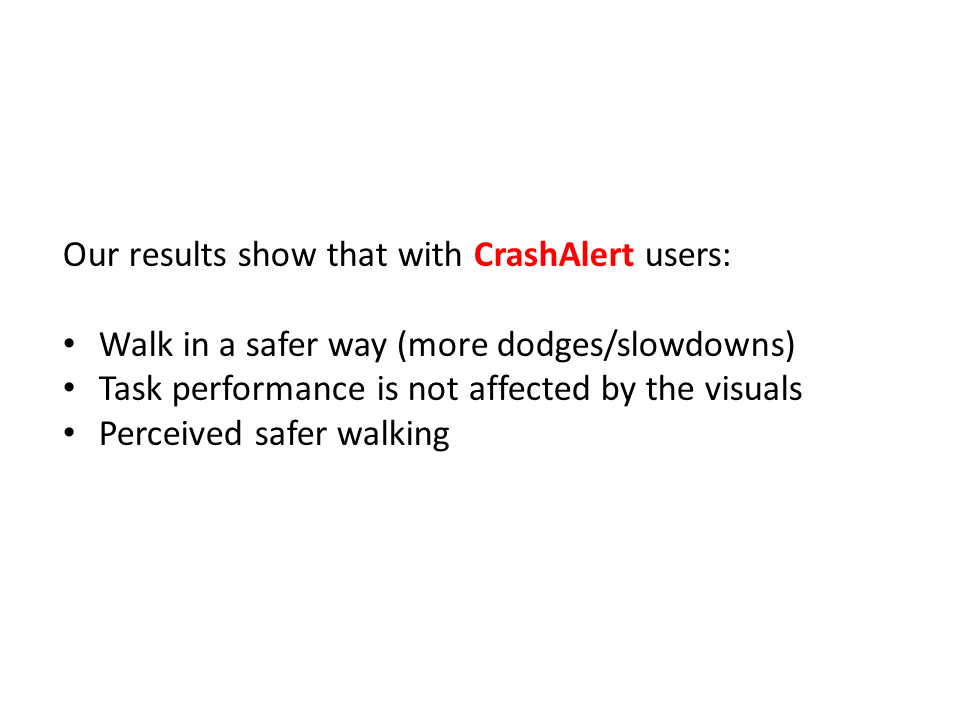 Our results show that with CrashAlert users:
• Walk in a safer way (more dodges/slowdowns)
• Task performance is not affected by the visuals
• Perceived safer walking